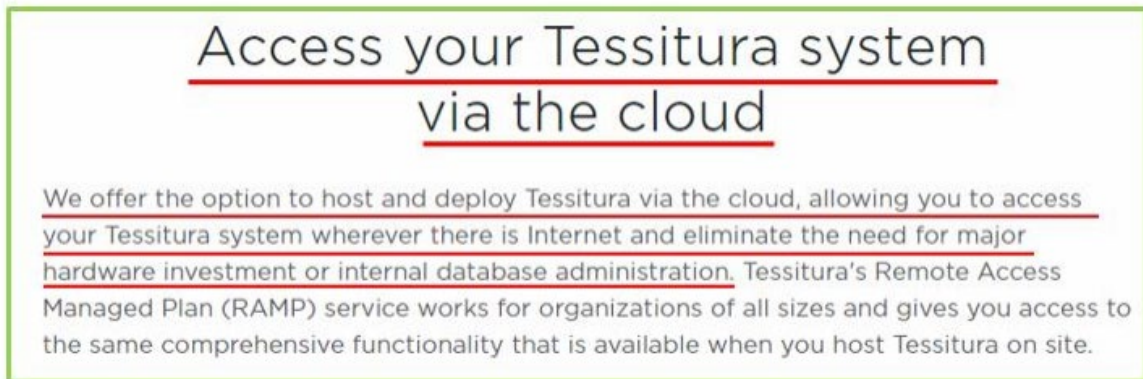 Access your Tessitura system
via the cloud
We offer the option to host and deploy Tessitura via the cloud, allowing you to access
your Tessitura system wherever there is Internet and eliminate the need for major
hardware investment or internal database administration. Tessitura's Remote Access
Managed Plan (RAMP) service works for organizations of all sizes and gives you access to
the same comprehensive functionality that is available when you host Tessitura on site.